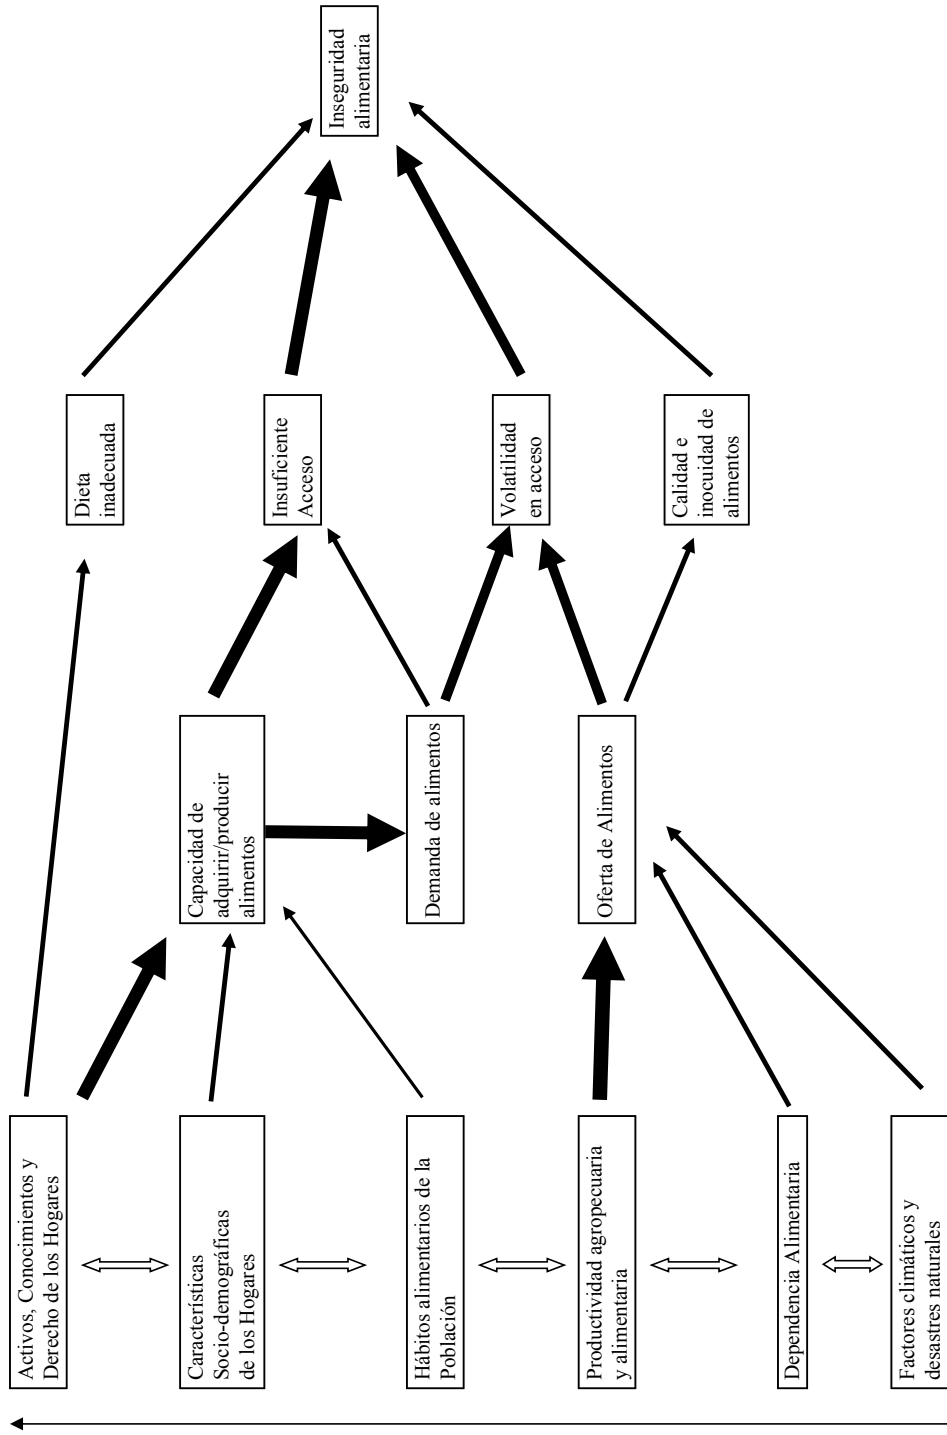 Activos, Conocimientos y
Derecho de los Hogares
Características
Socio-demográficas
de los Hogares
Hábitos alimentarios de la
Población
Productividad agropecuaria
y alimentaria
Dependencia Alimentaria
Factores climáticos y
desastres naturales
Capacidad de
adquirir/producir
alimentos
Demanda de alimentos
Oferta de Alimentos
Dieta
inadecuada
Insuficiente
Acceso
Volatilidad
en acceso
Calidad e
inocuidad de
alimentos
Inseguridad
alimentaria